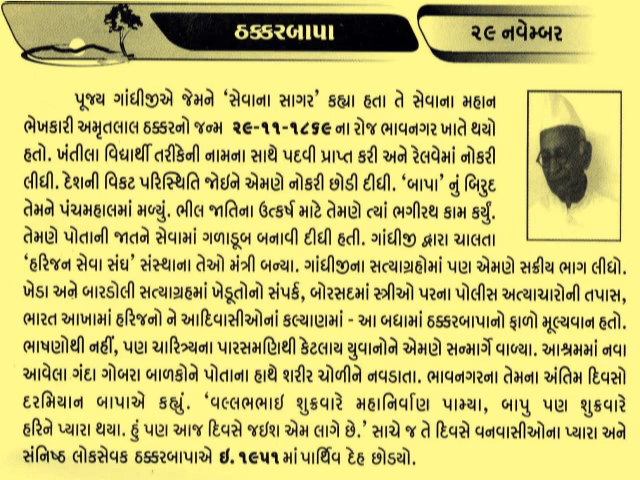 ઠક્કરબાપા
૨૯ નવેમ્બર
પૂજ્ય ગાંધીજીએ જેમને ‘સેવાના સાગર’ કહ્યા હતા તે સેવાના મહાન
ભેખકારી અમૃતલાલ ઠક્કરનો જન્મ ૨૯-૧૧-૧૮૬૯ ના રોજ ભાવનગર ખાતે થયો
હતો. ખંતીલા વિદ્યાર્થી તરીકેની નામના સાથે પદવી પ્રાપ્ત કરી અને રેલવેમાં નોકરી
લીધી. દેશની વિકટ પરિસ્થિતિ જોઈને એમણે નોકરી છોડી દીધી. ‘બાપા’ નું બિરુદ
તેમને પંચમહાલમાં મળ્યું. ભીલ જાતિના ઉત્કર્ષ માટે તેમણે ત્યાં ભગીરથ કામ કર્યું.
તેમણે પોતાની જાતને સેવામાં ગળાડૂબ બનાવી દીધી હતી. ગાંધીજી દ્વારા ચાલતા
‘હરિજન સેવા સંઘ’ સંસ્થાના તેઓ મંત્રી બન્યા. ગાંધીજીના સત્યાગ્રહોમાં પણ એમણે સક્રીય ભાગ લીધો.
ખેડા અને બારડોલી સત્યાગ્રહમાં ખેડૂતોનો સંપર્ક, બોરસદમાં સ્ત્રીઓ પરના પોલીસ અત્યાચારોની તપાસ,
ભારત આખામાં હરિજનો ને આદિવાસીઓનાં કલ્યાણમાં - આ બધામાં ઠક્કરબાપાનો ફાળો મૂલ્યવાન હતો.
ભાષણોથી નહીં, પણ ચારિત્ર્યના પારસમણિથી કેટલાય યુવાનોને એમણે સન્માર્ગે વાળ્યા. આશ્રમમાં નવા
આવેલા ગંદા ગોબરા બાળકોને પોતાના હાથે શરીર ચોળીને નવડાતા. ભાવનગરના તેમના અંતિમ દિવસો
દરમિયાન બાપાએ કહ્યું. ‘વલ્લભભાઈ શુક્રવારે મહાનિર્વાણ પામ્યા, બાપુ પણ શુક્રવારે
હરિને પ્યારા થયા. હું પણ આજ દિવસે જઈશ એમ લાગે છે.’ સાચે જ તે દિવસે વનવાસીઓના પ્યારા અને
સંનિષ્ઠ લોકસેવક ઠક્કરબાપાએ ઇ. ૧૯૫૧ માં પાર્થિવ દેહ છોડ્યો.